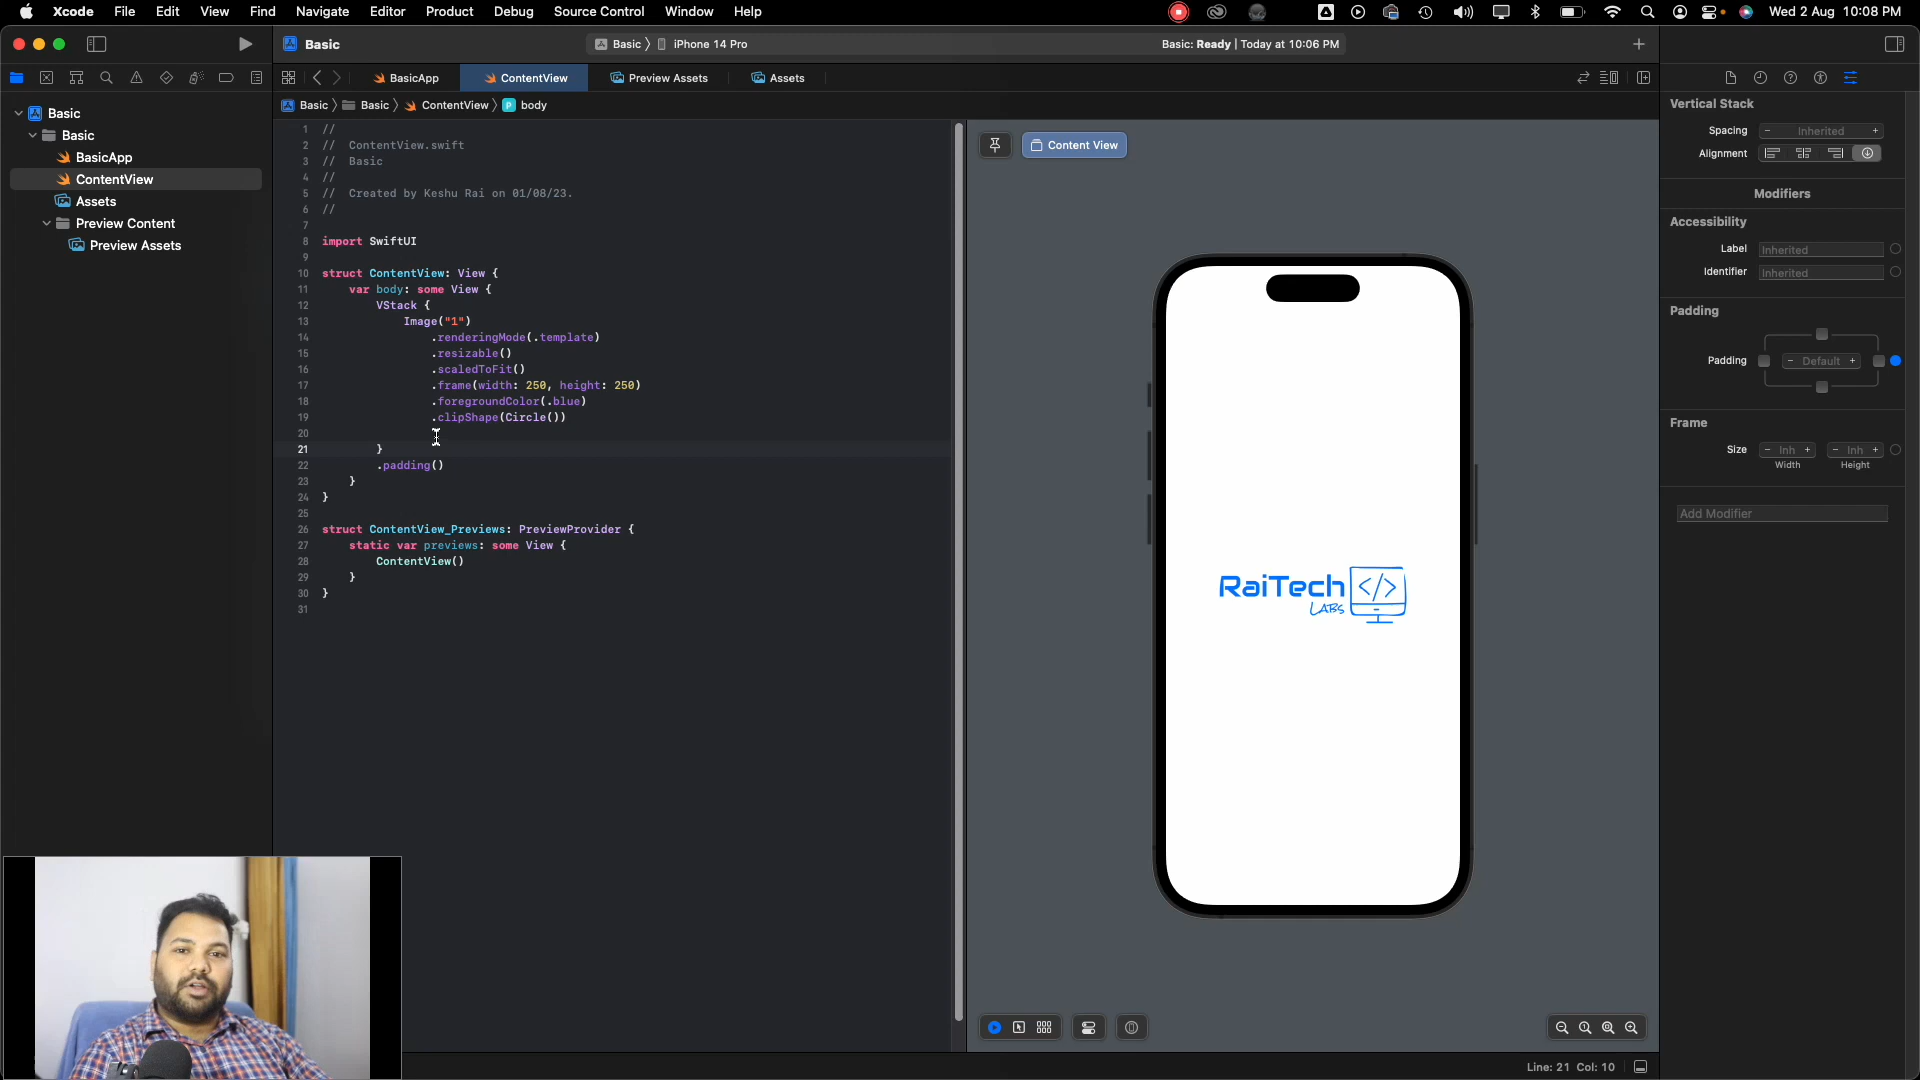 Xcode File Edit View Find Navigate Editor Product Debug Source Control Window Help
Wed 2 Aug 10:08 PM
Basic
Basic 〉 iPhone 14 Pro
Basic: Ready | Today at 10:06 PM
BasicApp
ContentView
Preview Assets
Assets
Basic 〉 Basic 〉 ContentView 〉 P body
Basic
Basic
BasicApp
ContentView
Assets
Preview Content
Preview Assets
1 //
2 //  ContentView.swift
3 //  Basic
4 //
5 //  Created by Keshu Rai on 01/08/23.
6 //
7
8 import SwiftUI
9
10 struct ContentView: View {
11     var body: some View {
12         VStack {
13             Image("1")
14                 .renderingMode(.template)
15                 .resizable()
16                 .scaledToFit()
17                 .frame(width: 250, height: 250)
18                 .foregroundColor(.blue)
19                 .clipShape(Circle())
20
21         }
22         .padding()
23     }
24 }
25
26 struct ContentView_Previews: PreviewProvider {
27     static var previews: some View {
28         ContentView()
29     }
30 }
31
Content View
RaiTech
LABS </>
Vertical Stack
Spacing - Inherited +
Alignment
Modifiers
Accessibility
Label Inherited
Identifier Inherited
Padding
Padding - Default +
Frame
Size - Inh + - Inh +
Width Height
Add Modifier
Line: 21 Col: 10